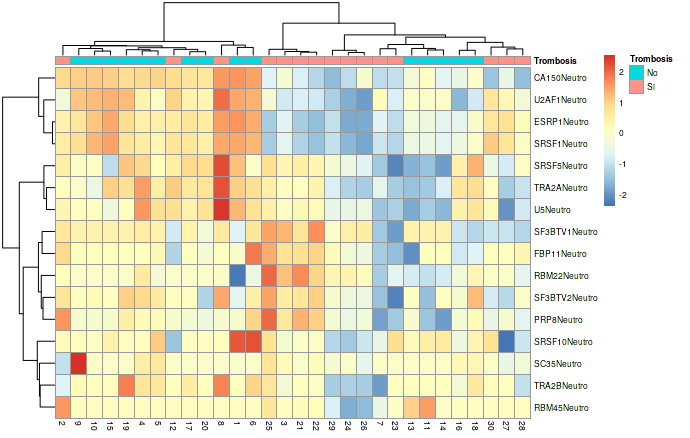 Trombosis
CA150Neutro
U2AF1Neutro
ESRP1Neutro
SRSF1Neutro
SRSF5Neutro
TRA2ANeutro
U5Neutro
SF3BTV1Neutro
FBP11Neutro
RBM22Neutro
SF3BTV2Neutro
PRP8Neutro
SRSF10Neutro
SC35Neutro
TRA2BNeutro
RBM45Neutro
2 9 10 15 19 4 5 12 17 20 8 1 6 25 3 21 22 29 24 26 7 23 13 11 14 16 18 30 27 28
2
1
0
-1
-2
Trombosis
No
SI